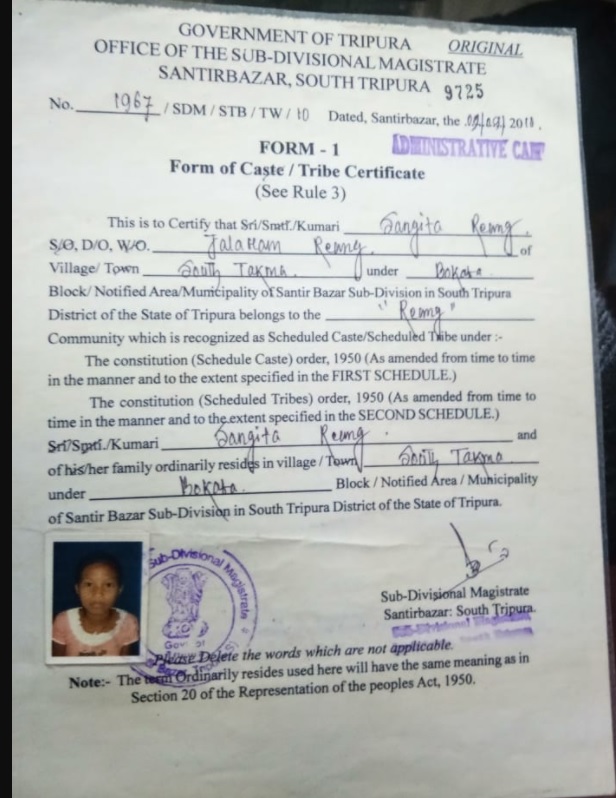 GOVERNMENT OF TRIPURA ORIGINAL
OFFICE OF THE SUB-DIVISIONAL MAGISTRATE
SANTIRBAZAR, SOUTH TRIPURA 9725
No. 1967 / SDM / STB / TW / 10 Dated, Santirbazar, the 2010.
ADMINISTRATIVE CAMP
FORM - 1
Form of Caste / Tribe Certificate
(See Rule 3)
This is to Certify that Sri/Smti./Kumari Sangita Reang.
S/O, D/O, W/O. Jalaram Reang. of
Village/ Town South Takma. under Bokafa
Block/ Notified Area/Municipality of Santir Bazar Sub-Division in South Tripura
District of the State of Tripura belongs to the "Reang"
Community which is recognized as Scheduled Caste/Scheduled Tribe under :-
The constitution (Schedule Caste) order, 1950 (As amended from time to time
in the manner and to the extent specified in the FIRST SCHEDULE.)
The constitution (Scheduled Tribes) order, 1950 (As amended from time to
time in the manner and to the extent specified in the SECOND SCHEDULE.)
Sri/Smti./Kumari Sangita Reang. and
of his/her family ordinarily resides in village / Town South Takma
under Bokafa. Block / Notified Area / Municipality
of Santir Bazar Sub-Division in South Tripura District of the State of Tripura.
Sub-Divisional Magistrate
Sub-Divisional Magistrate
Santirbazar: South Tripura.
Sub-Divisional Magistrate
Please Delete the words which are not applicable.
Note:- The term Ordinarily resides used here will have the same meaning as in
Section 20 of the Representation of the peoples Act, 1950.